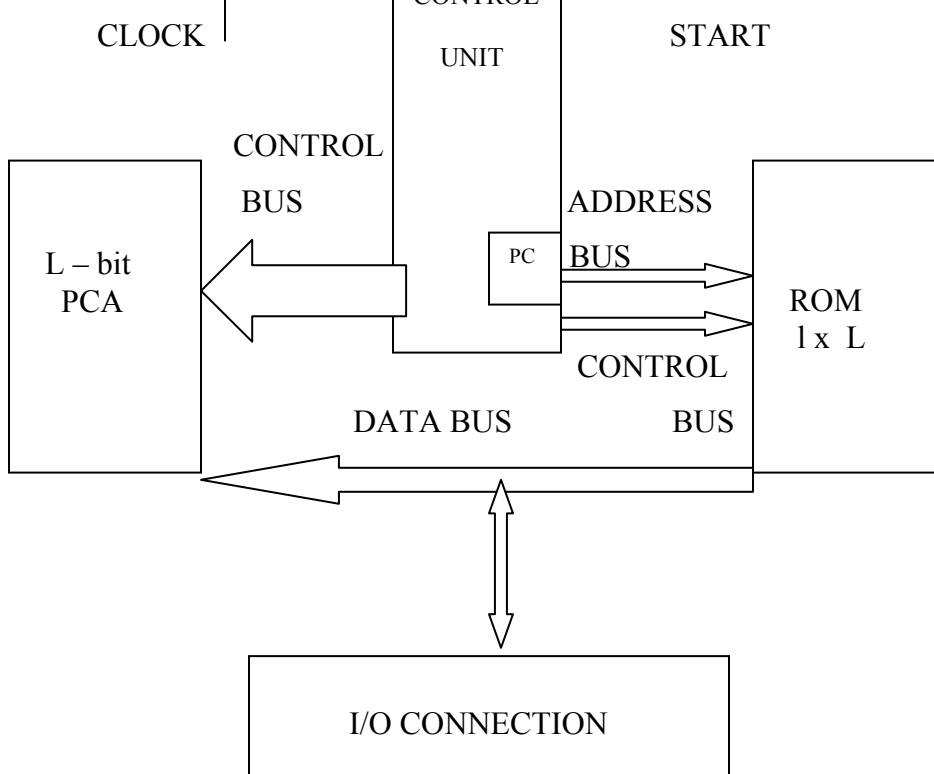 CONTROL
UNIT
CLOCK
START
CONTROL
BUS
ADDRESS
BUS
PC
L – bit
PCA
ROM
l x L
CONTROL
BUS
DATA BUS
I/O CONNECTION